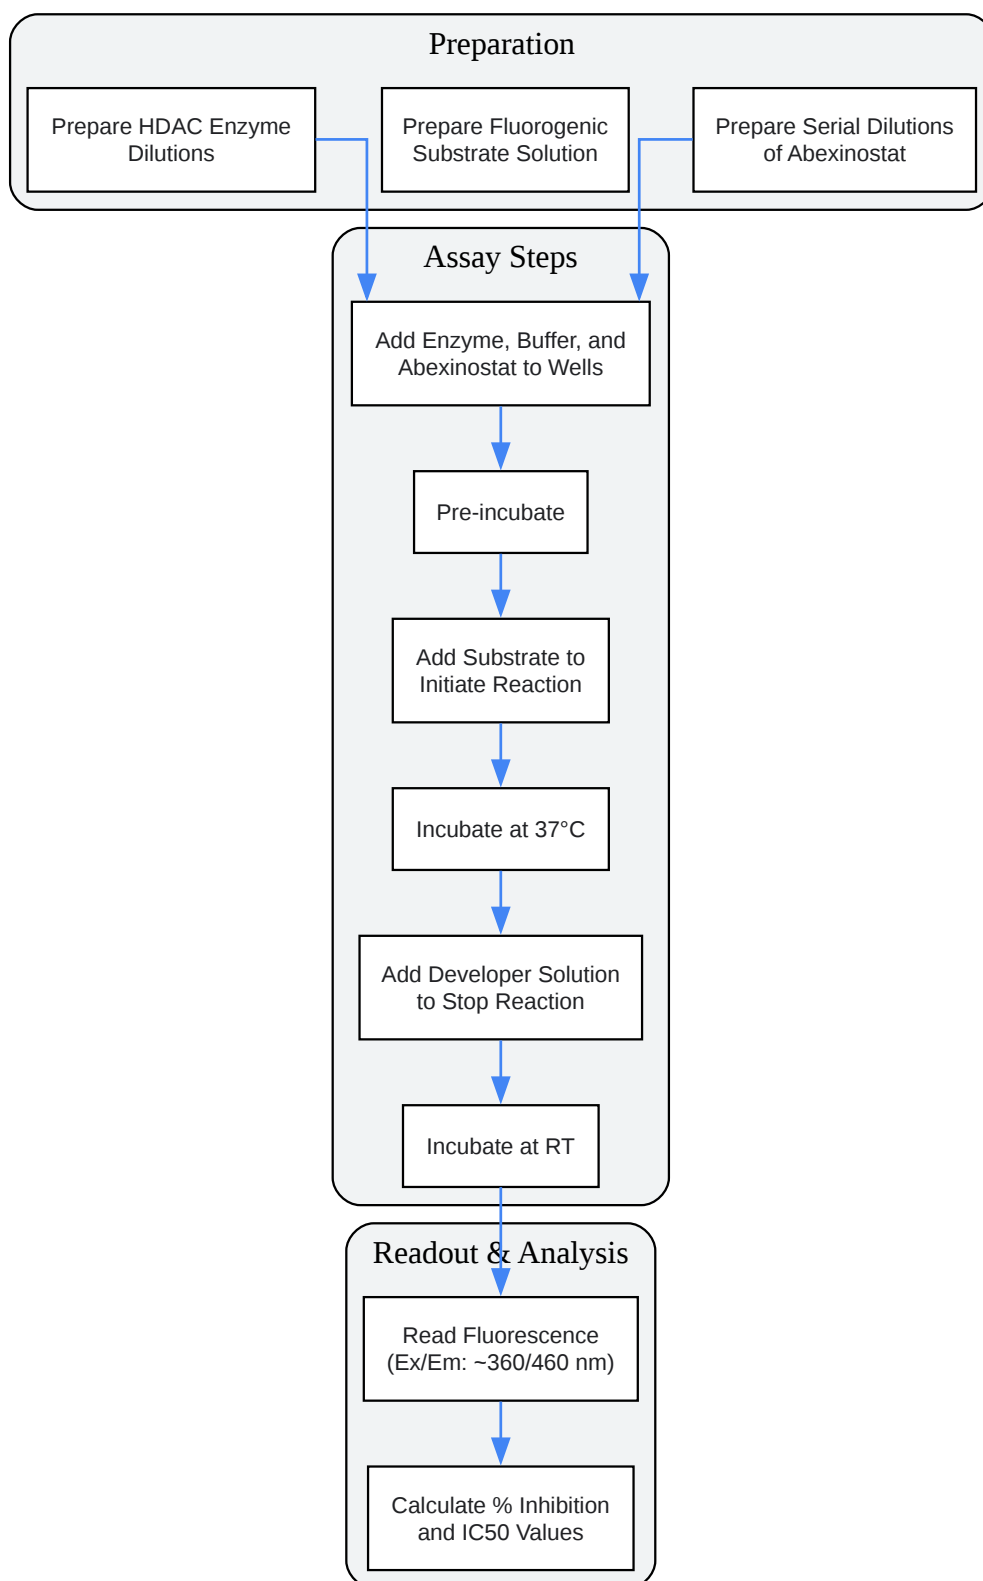 Preparation
Prepare HDAC Enzyme
Dilutions
Prepare Fluorogenic
Substrate Solution
Prepare Serial Dilutions
of Abexinostat
Assay Steps
Add Enzyme, Buffer, and
Abexinostat to Wells
Pre-incubate
Add Substrate to
Initiate Reaction
Incubate at 37°C
Add Developer Solution
to Stop Reaction
Incubate at RT
Readout & Analysis
Read Fluorescence
(Ex/Em: ~360/460 nm)
Calculate % Inhibition
and IC50 Values